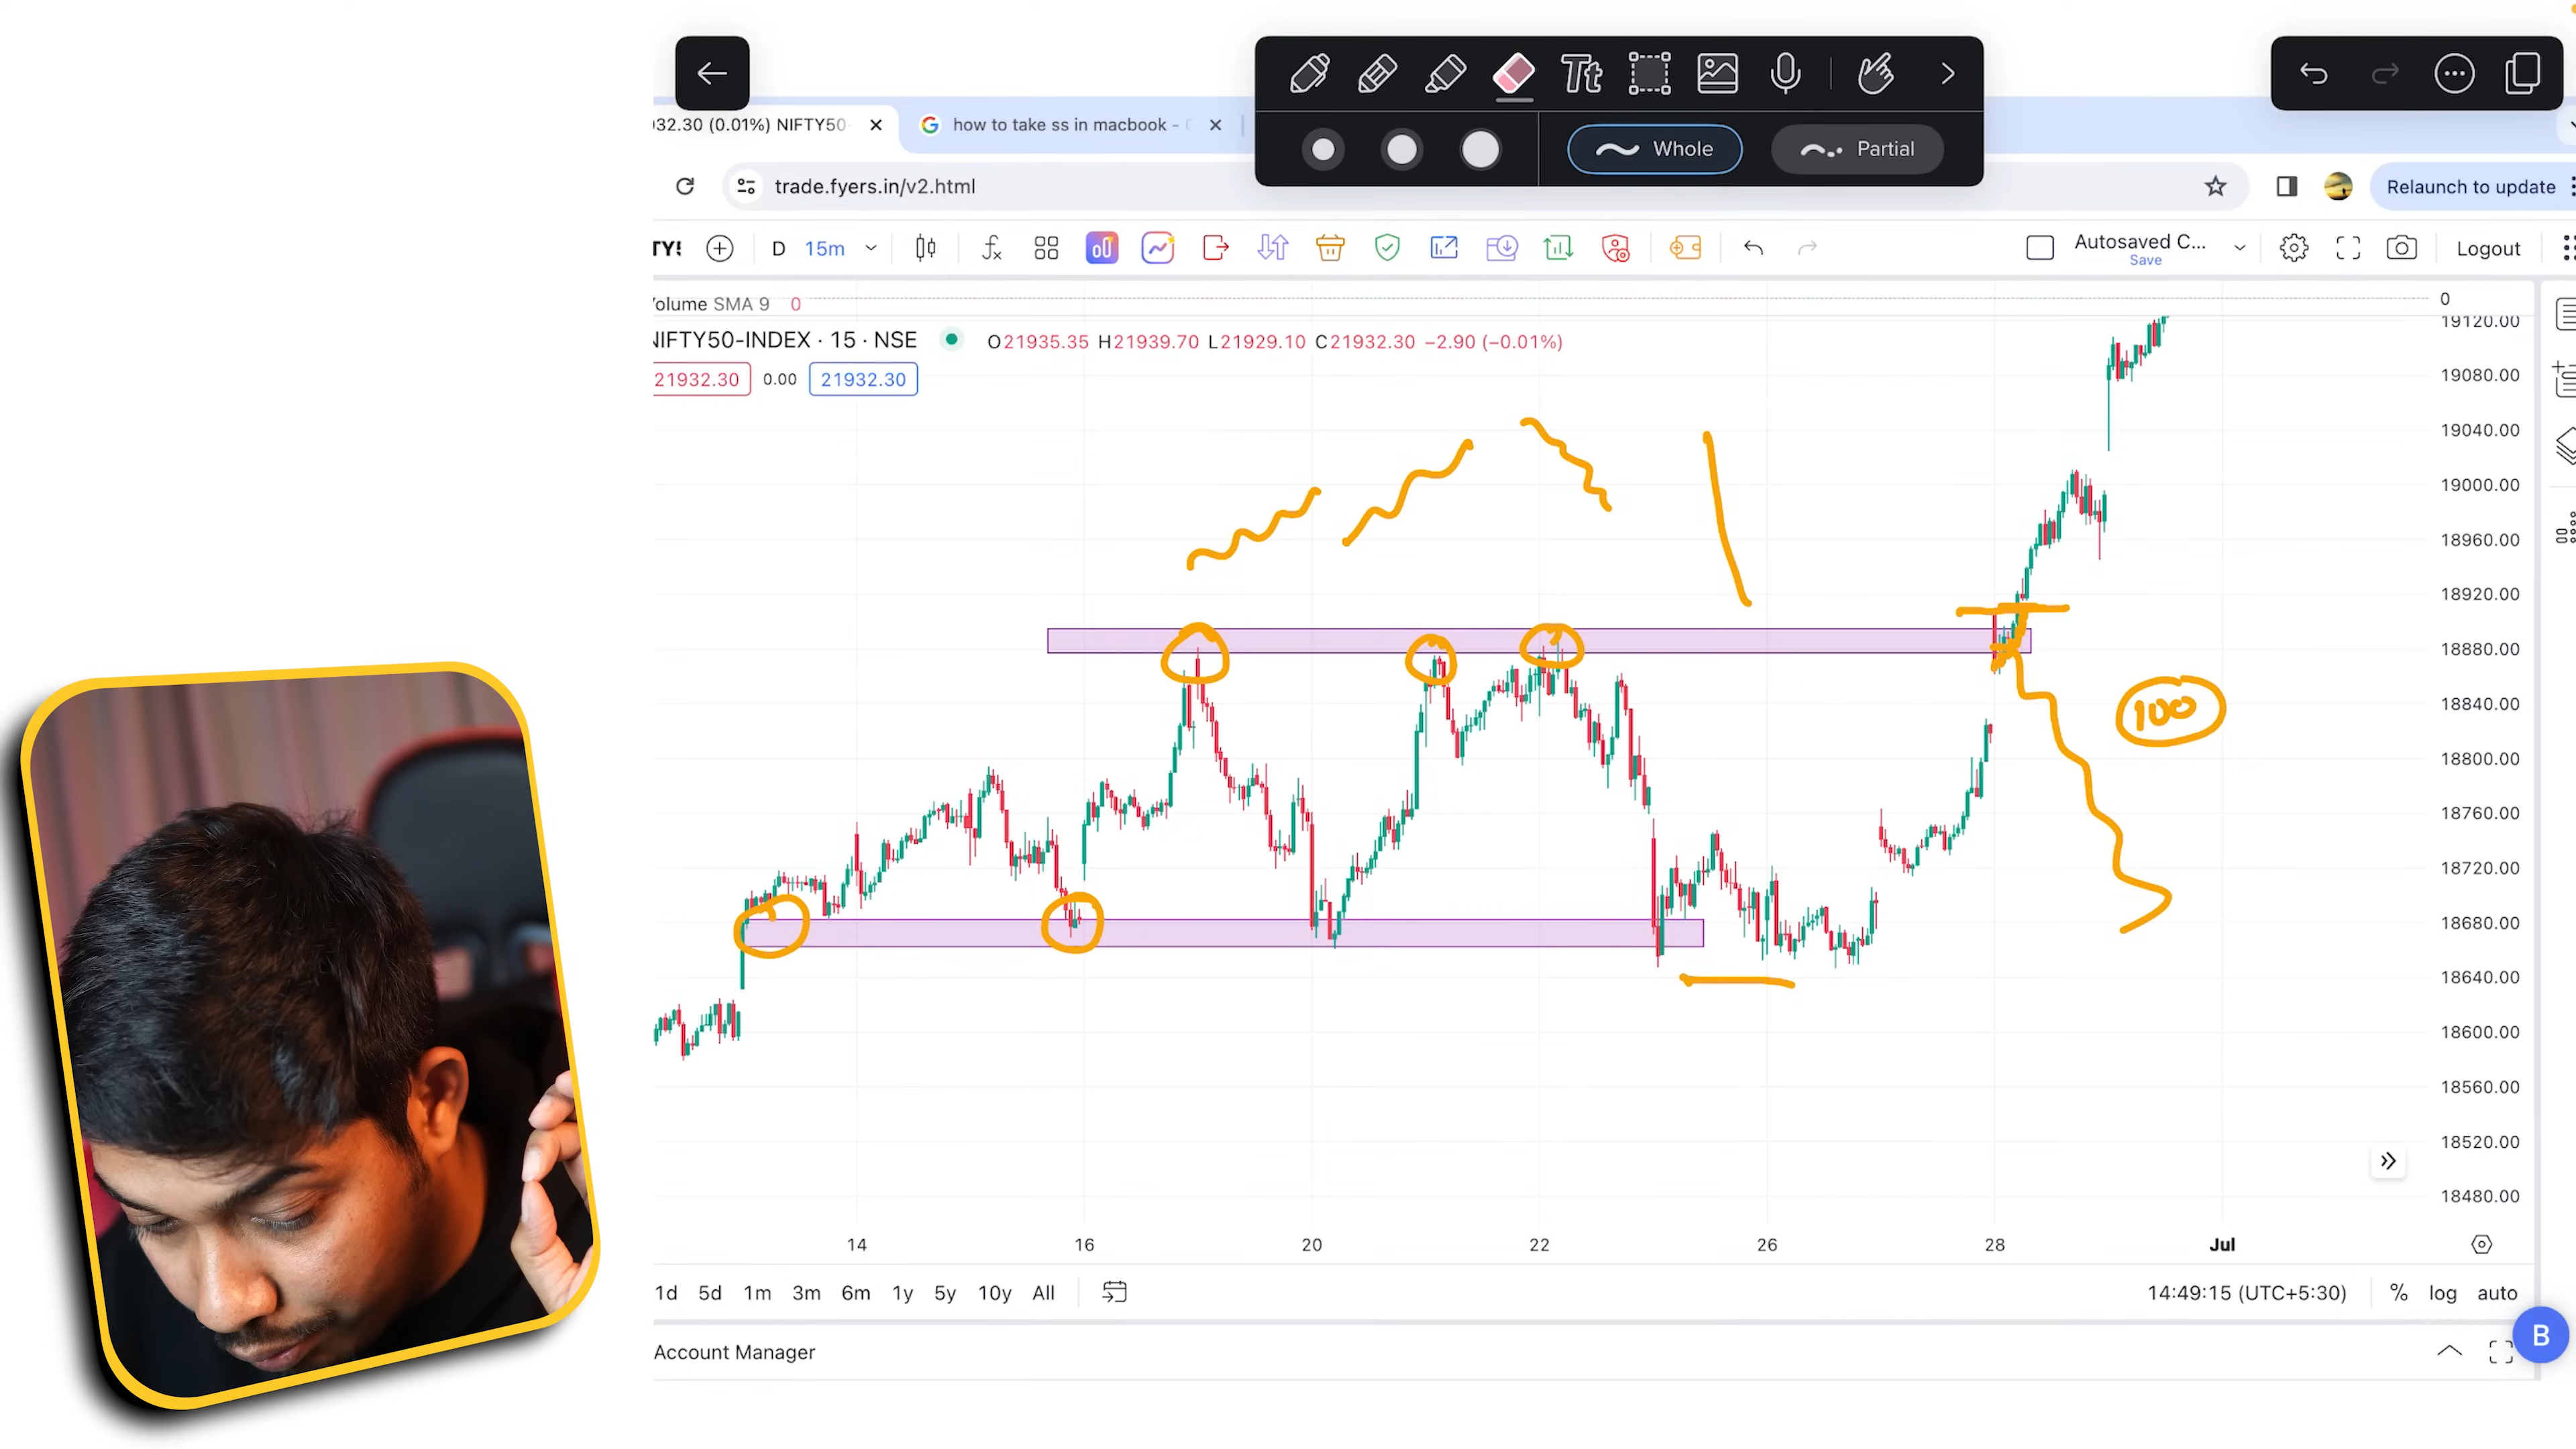 Whole Partial
32.30 (0.01%) NIFTY50- how to take ss in macbook -
trade.fyers.in/v2.html Relaunch to update
D 15m Autosaved C... Logout
Save
Volume SMA 9 0 0
19120.00
NIFTY50-INDEX · 15 · NSE O21935.35 H21939.70 L21929.10 C21932.30 −2.90 (−0.01%)
21932.30 0.00 21932.30
19080.00
19040.00
19000.00
18960.00
18920.00
18880.00
18840.00
100
18800.00
18760.00
18720.00
18680.00
18640.00
18600.00
18560.00
18520.00
18480.00
14 16 20 22 26 28 Jul
1d 5d 1m 3m 6m 1y 5y 10y All 14:49:15 (UTC+5:30) % log auto
B
Account Manager